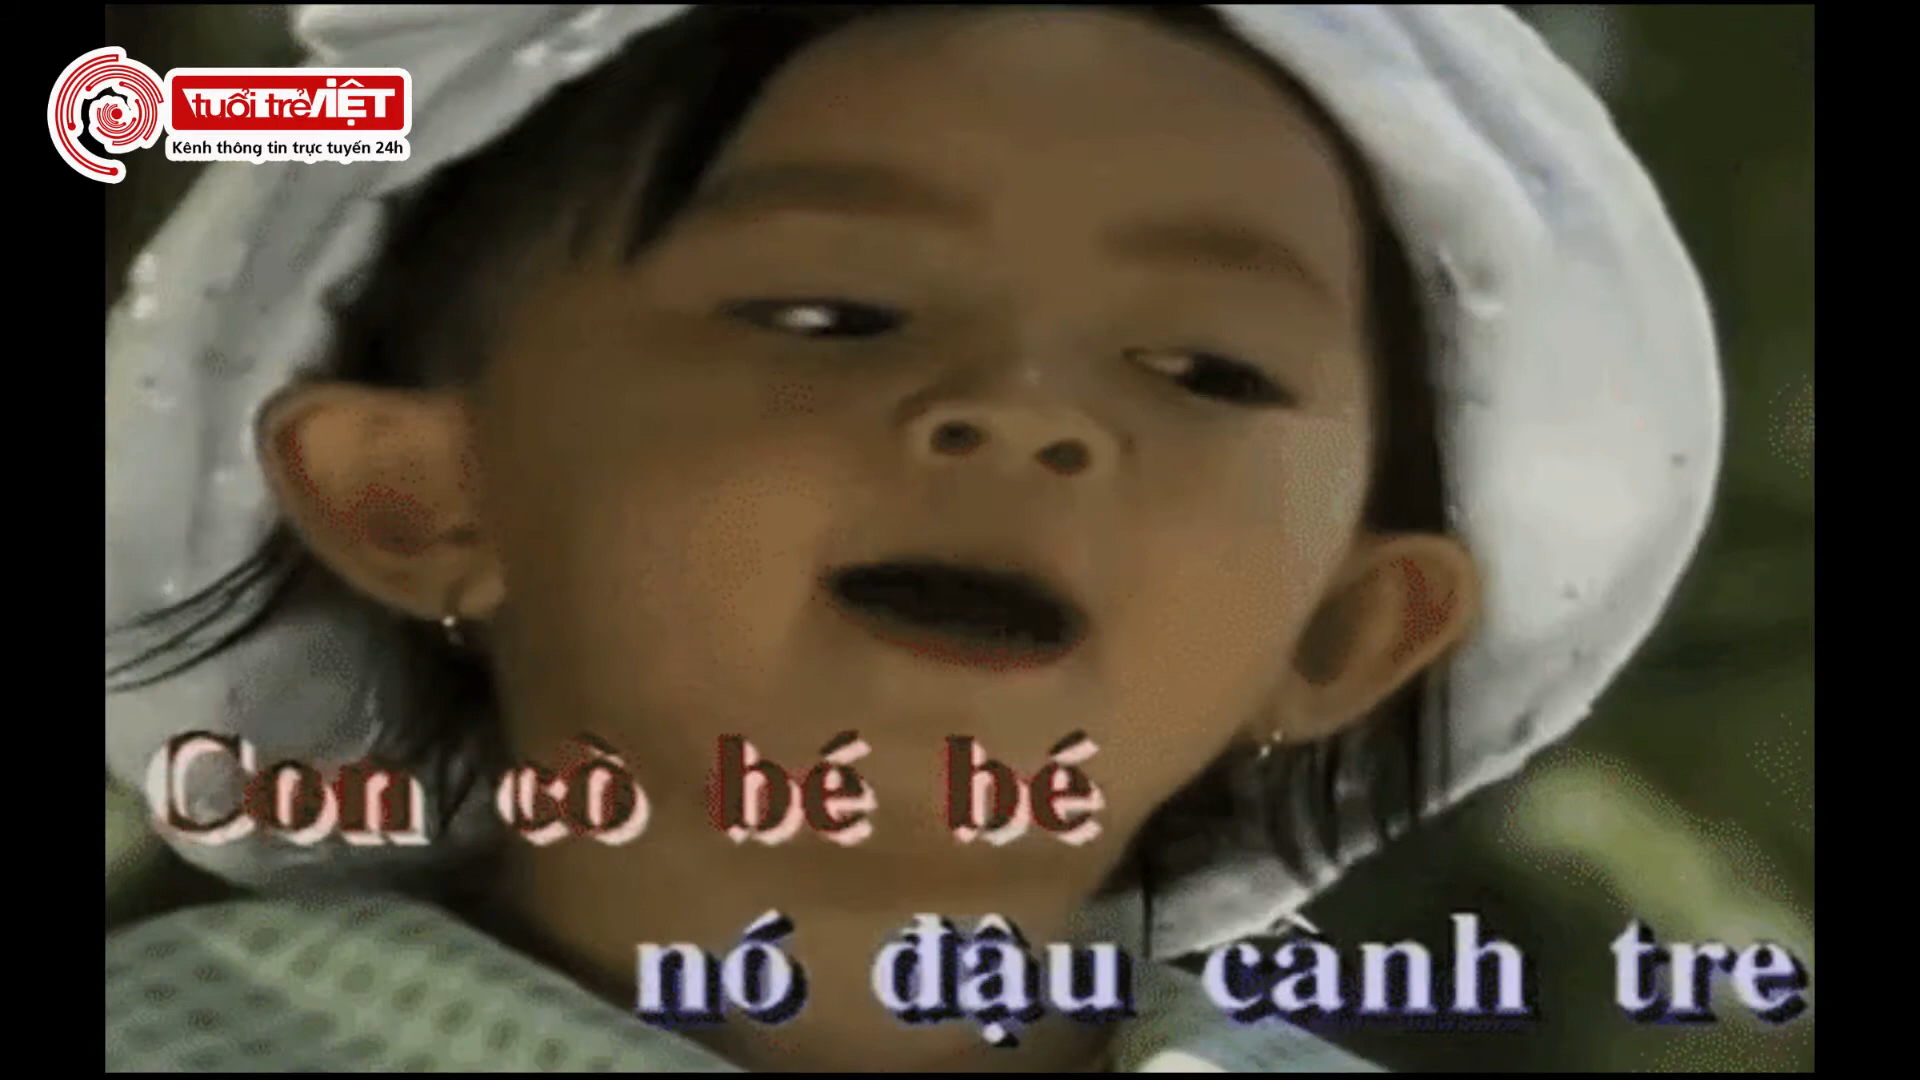 tuổi trẻ VIỆT
Kênh thông tin trực tuyến 24h
Con cò bé bé
nó đậu cành tre